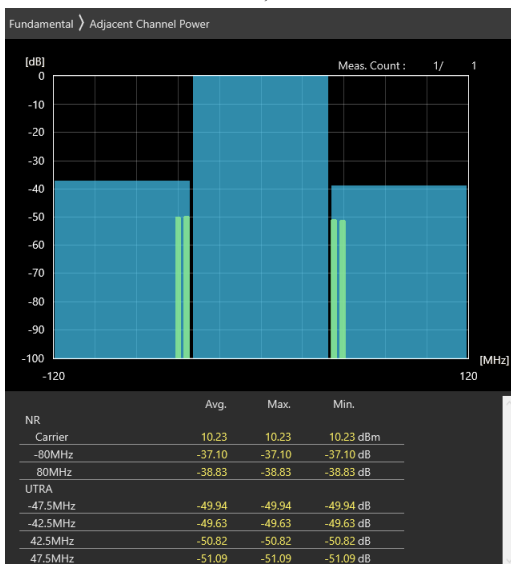 Fundamental 〉 Adjacent Channel Power
[dB]
Meas. Count : 1/ 1
0
-10
-20
-30
-40
-50
-60
-70
-80
-90
-100
[MHz]
-120 120
Avg. Max. Min.
NR
Carrier 10.23 10.23 10.23 dBm
-80MHz -37.10 -37.10 -37.10 dB
80MHz -38.83 -38.83 -38.83 dB
UTRA
-47.5MHz -49.94 -49.94 -49.94 dB
-42.5MHz -49.63 -49.63 -49.63 dB
42.5MHz -50.82 -50.82 -50.82 dB
47.5MHz -51.09 -51.09 -51.09 dB